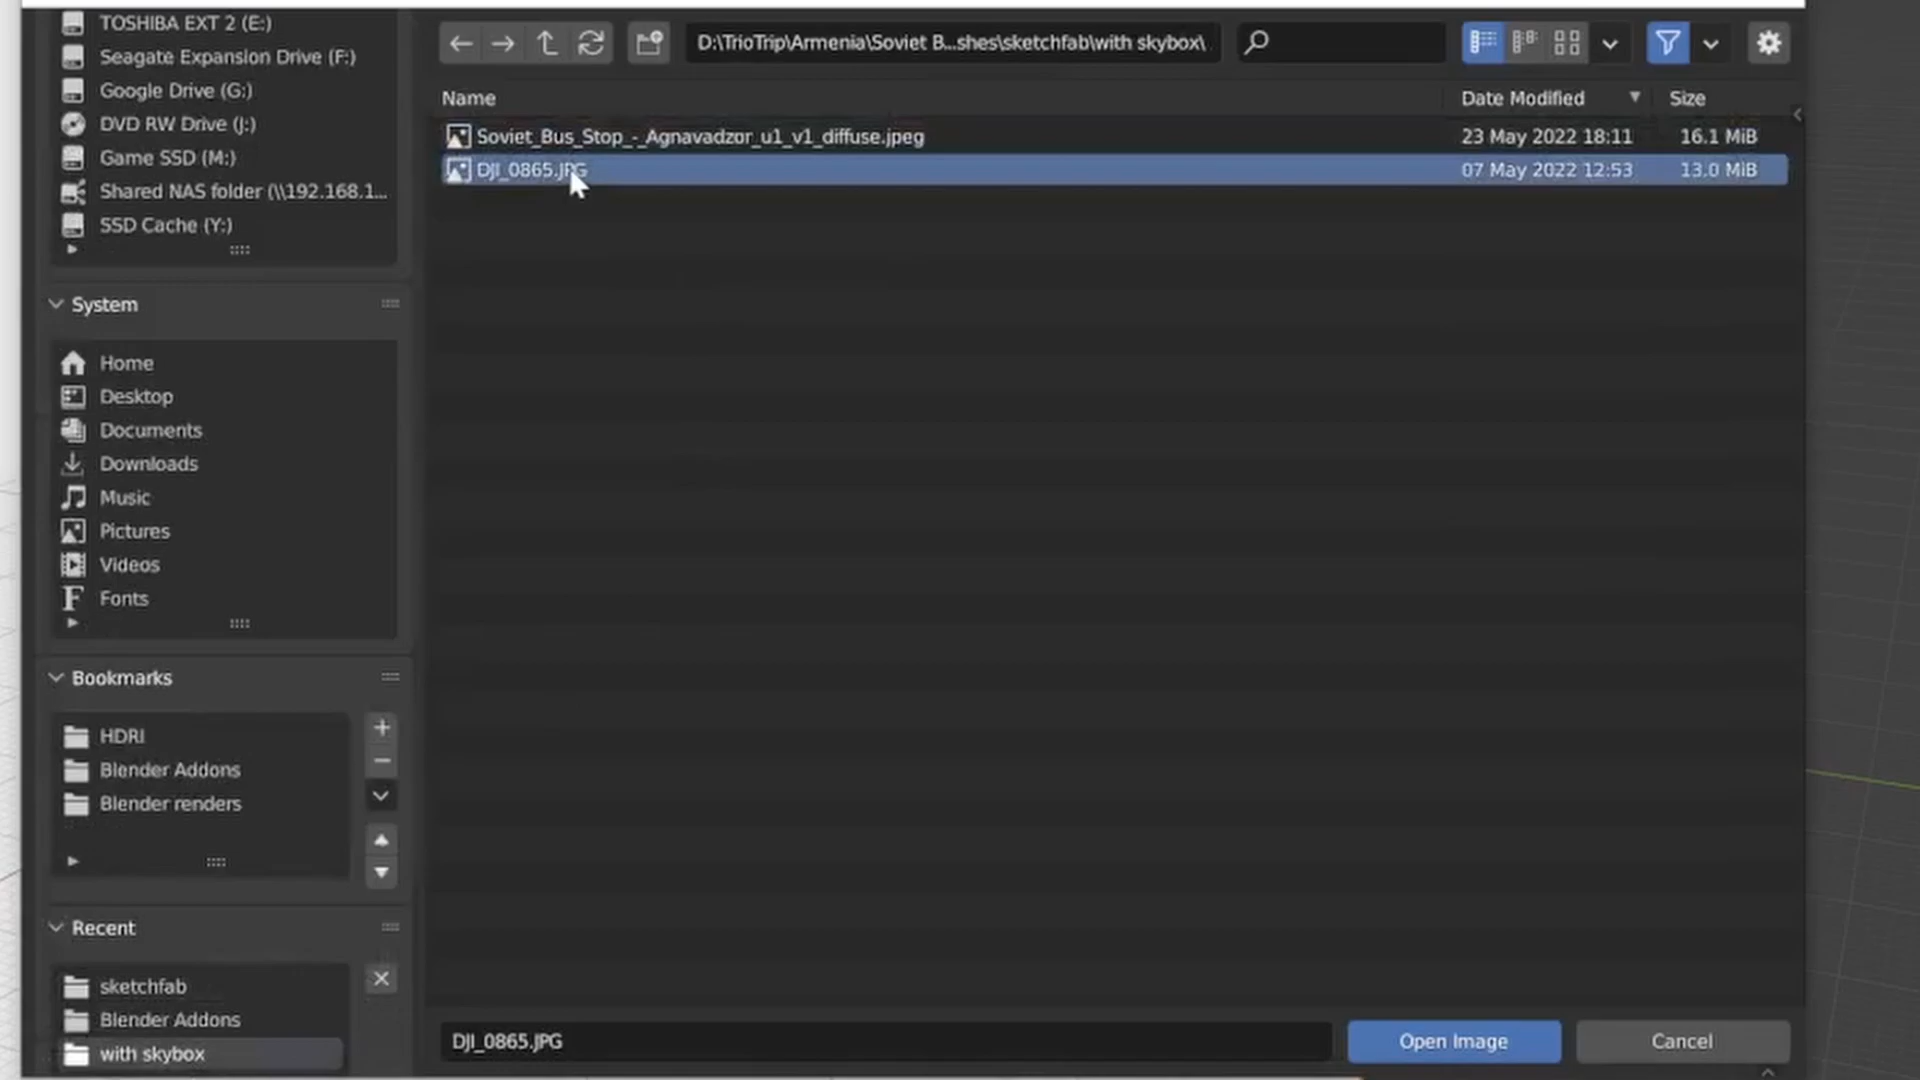 TOSHIBA EXT 2 (E:)
Seagate Expansion Drive (F:)
Google Drive (G:)
DVD RW Drive (J:)
Game SSD (M:)
Shared NAS folder (\\192.168.1...
SSD Cache (Y:)
System
Home
Desktop
Documents
Downloads
Music
Pictures
Videos
Fonts
Bookmarks
HDRI
Blender Addons
Blender renders
Recent
sketchfab
Blender Addons
with skybox
D:\TrioTrip\Armenia\Soviet B...shes\sketchfab\with skybox\
Name Date Modified Size
Soviet_Bus_Stop_-_Agnavadzor_u1_v1_diffuse.jpeg 23 May 2022 18:11 16.1 MiB
DJI_0865.JPG 07 May 2022 12:53 13.0 MiB
DJI_0865.JPG Open Image Cancel